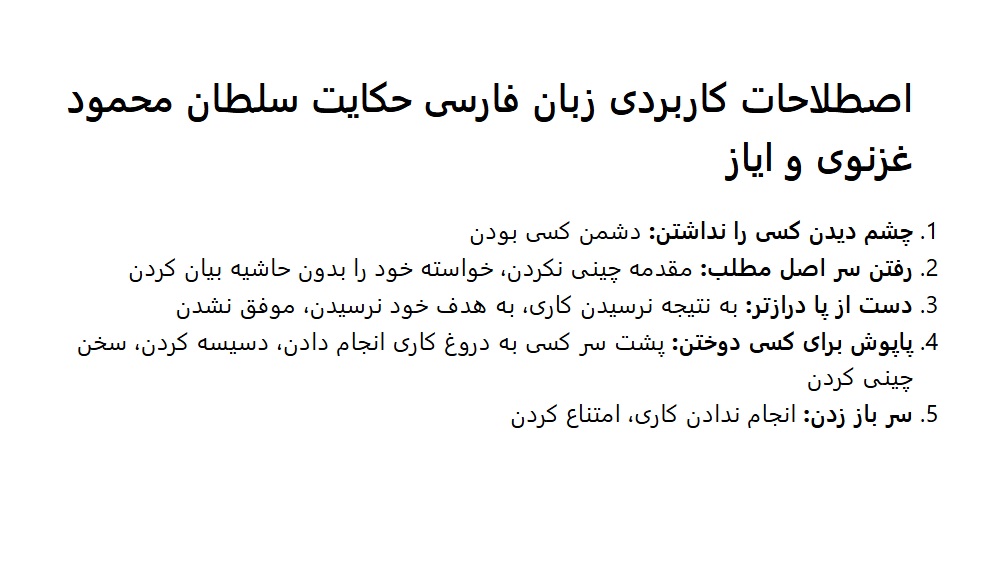 اصطلاحات کاربردی زبان فارسی حکایت سلطان محمود
غزنوی و ایاز
1. چشم دیدن کسی را نداشتن: دشمن کسی بودن
2. رفتن سر اصل مطلب: مقدمه چینی نکردن، خواسته خود را بدون حاشیه بیان کردن
3. دست از پا درازتر: به نتیجه نرسیدن کاری، به هدف خود نرسیدن، موفق نشدن
4. پاپوش برای کسی دوختن: پشت سر کسی به دروغ کاری انجام دادن، دسیسه کردن، سخن
چینی کردن
5. سر باز زدن: انجام ندادن کاری، امتناع کردن